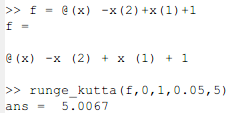 >> f = @(x) -x(2)+x(1)+1
f =
@(x) -x (2) + x (1) + 1
>> runge_kutta(f,0,1,0.05,5)
ans =  5.0067